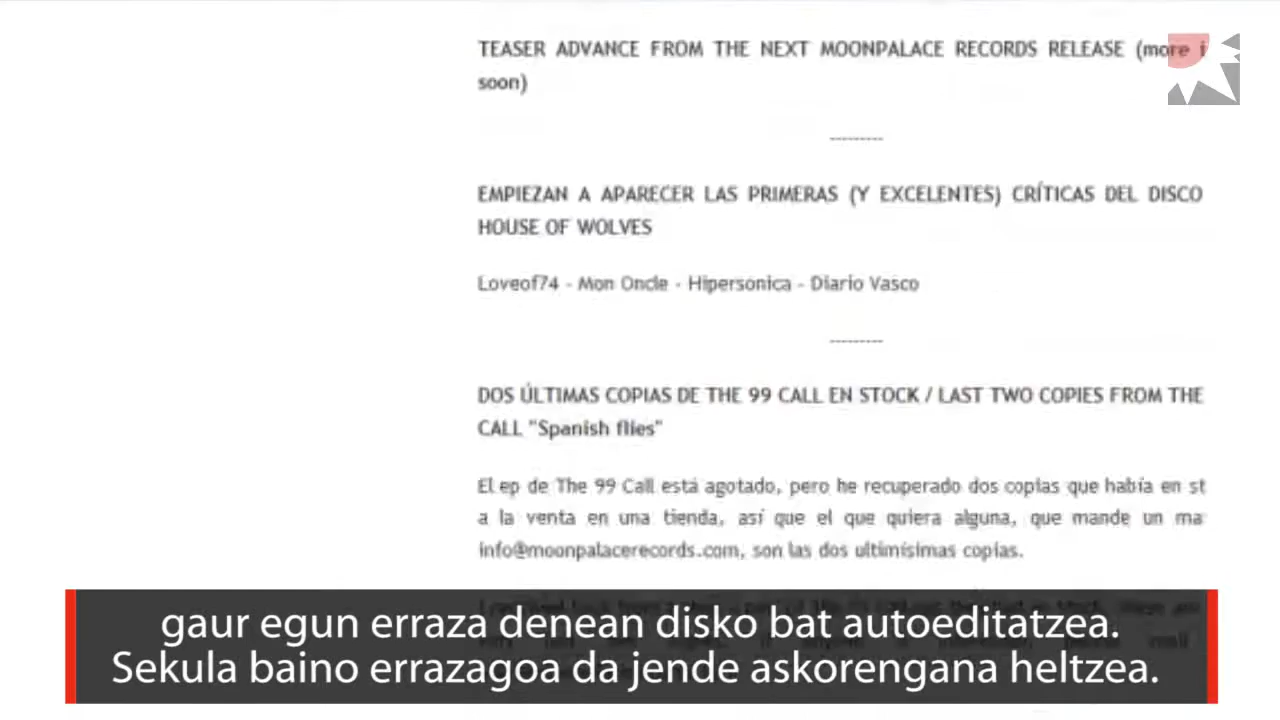 TEASER ADVANCE FROM THE NEXT MOONPALACE RECORDS RELEASE (more i
soon)
----------
EMPIEZAN A APARECER LAS PRIMERAS (Y EXCELENTES) CRÍTICAS DEL DISCO
HOUSE OF WOLVES
Loveof74 - Mon Oncle - Hipersonica - Diario Vasco
----------
DOS ÚLTIMAS COPIAS DE THE 99 CALL EN STOCK / LAST TWO COPIES FROM THE
CALL "Spanish flies"
El ep de The 99 Call está agotado, pero he recuperado dos copias que había en st
a la venta en una tienda, así que el que quiera alguna, que mande un ma
info@moonpalacerecords.com, son las dos ultimísimas copias.
gaur egun erraza denean disko bat autoeditatzea.
Sekula baino errazagoa da jende askorengana heltzea.